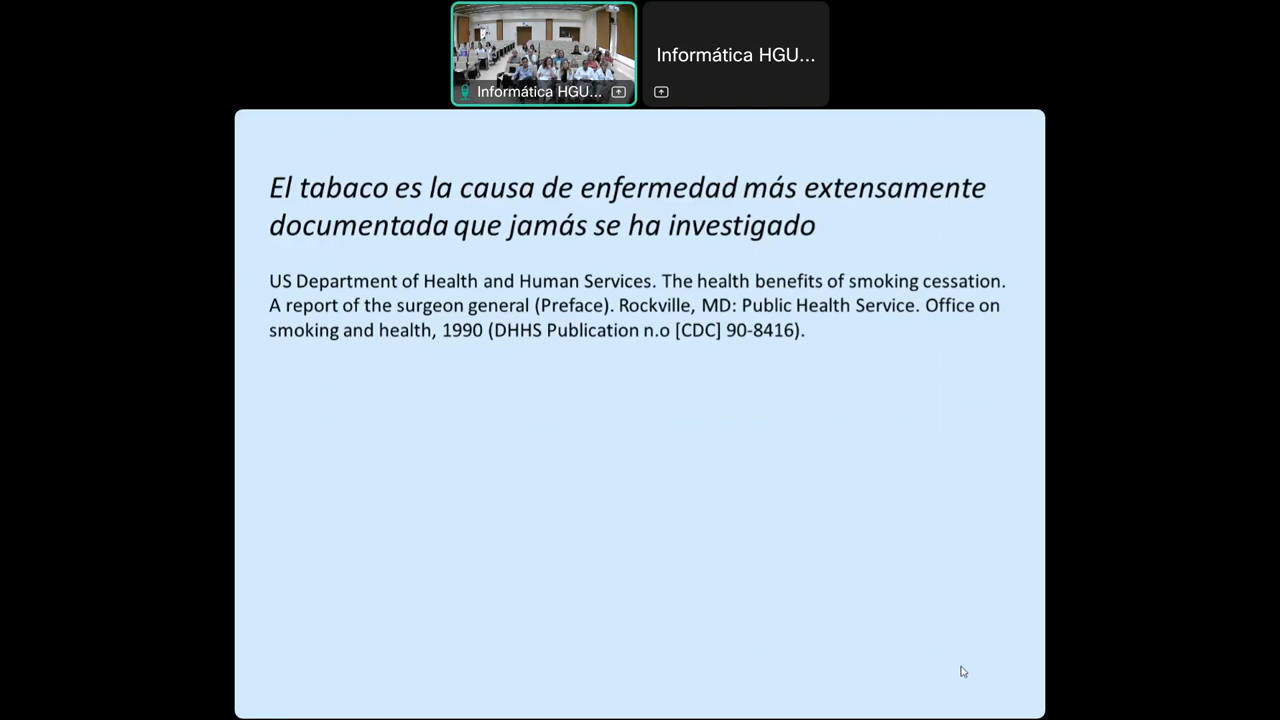 Informática HGU...
Informática HGU...
El tabaco es la causa de enfermedad más extensamente
documentada que jamás se ha investigado
US Department of Health and Human Services. The health benefits of smoking cessation.
A report of the surgeon general (Preface). Rockville, MD: Public Health Service. Office on
smoking and health, 1990 (DHHS Publication n.o [CDC] 90-8416).